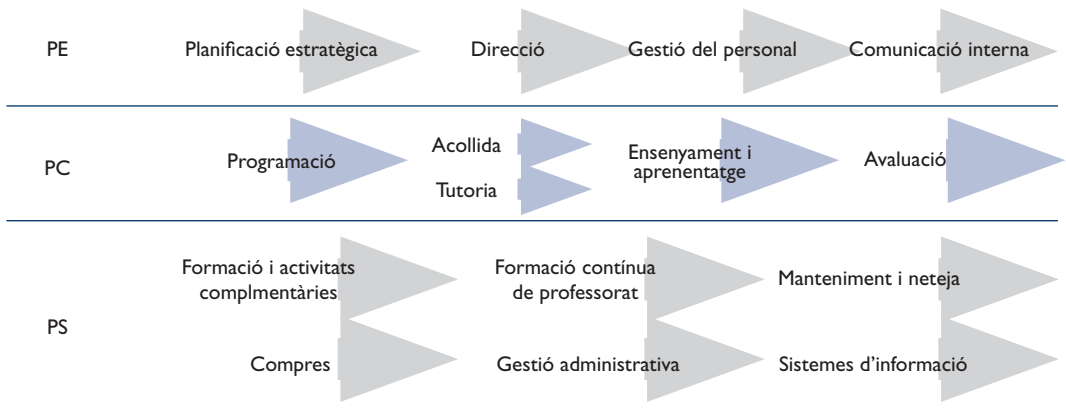 PE
Planificació estratègica
Direcció
Gestió del personal
Comunicació interna
PC
Programació
Acollida
Tutoria
Ensenyament i
aprenentatge
Avaluació
PS
Formació i activitats
complmentàries
Formació contínua
de professorat
Manteniment i neteja
Compres
Gestió administrativa
Sistemes d’informació